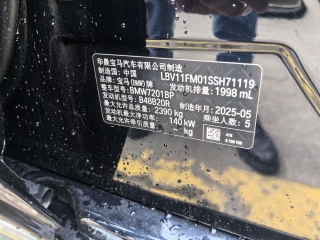 华晨宝马汽车有限公司制造
制造国: 中国 LBV11FM01SSH71119
品牌: 宝马(BMW)牌 发动机排量: 1998 mL
整车型号: BMW7201BP
发动机型号: B48B20R 制造年月: 2025-05
最大允许总质量: 2390 kg
发动机最大净功率: 140 kW 乘坐人数: 5